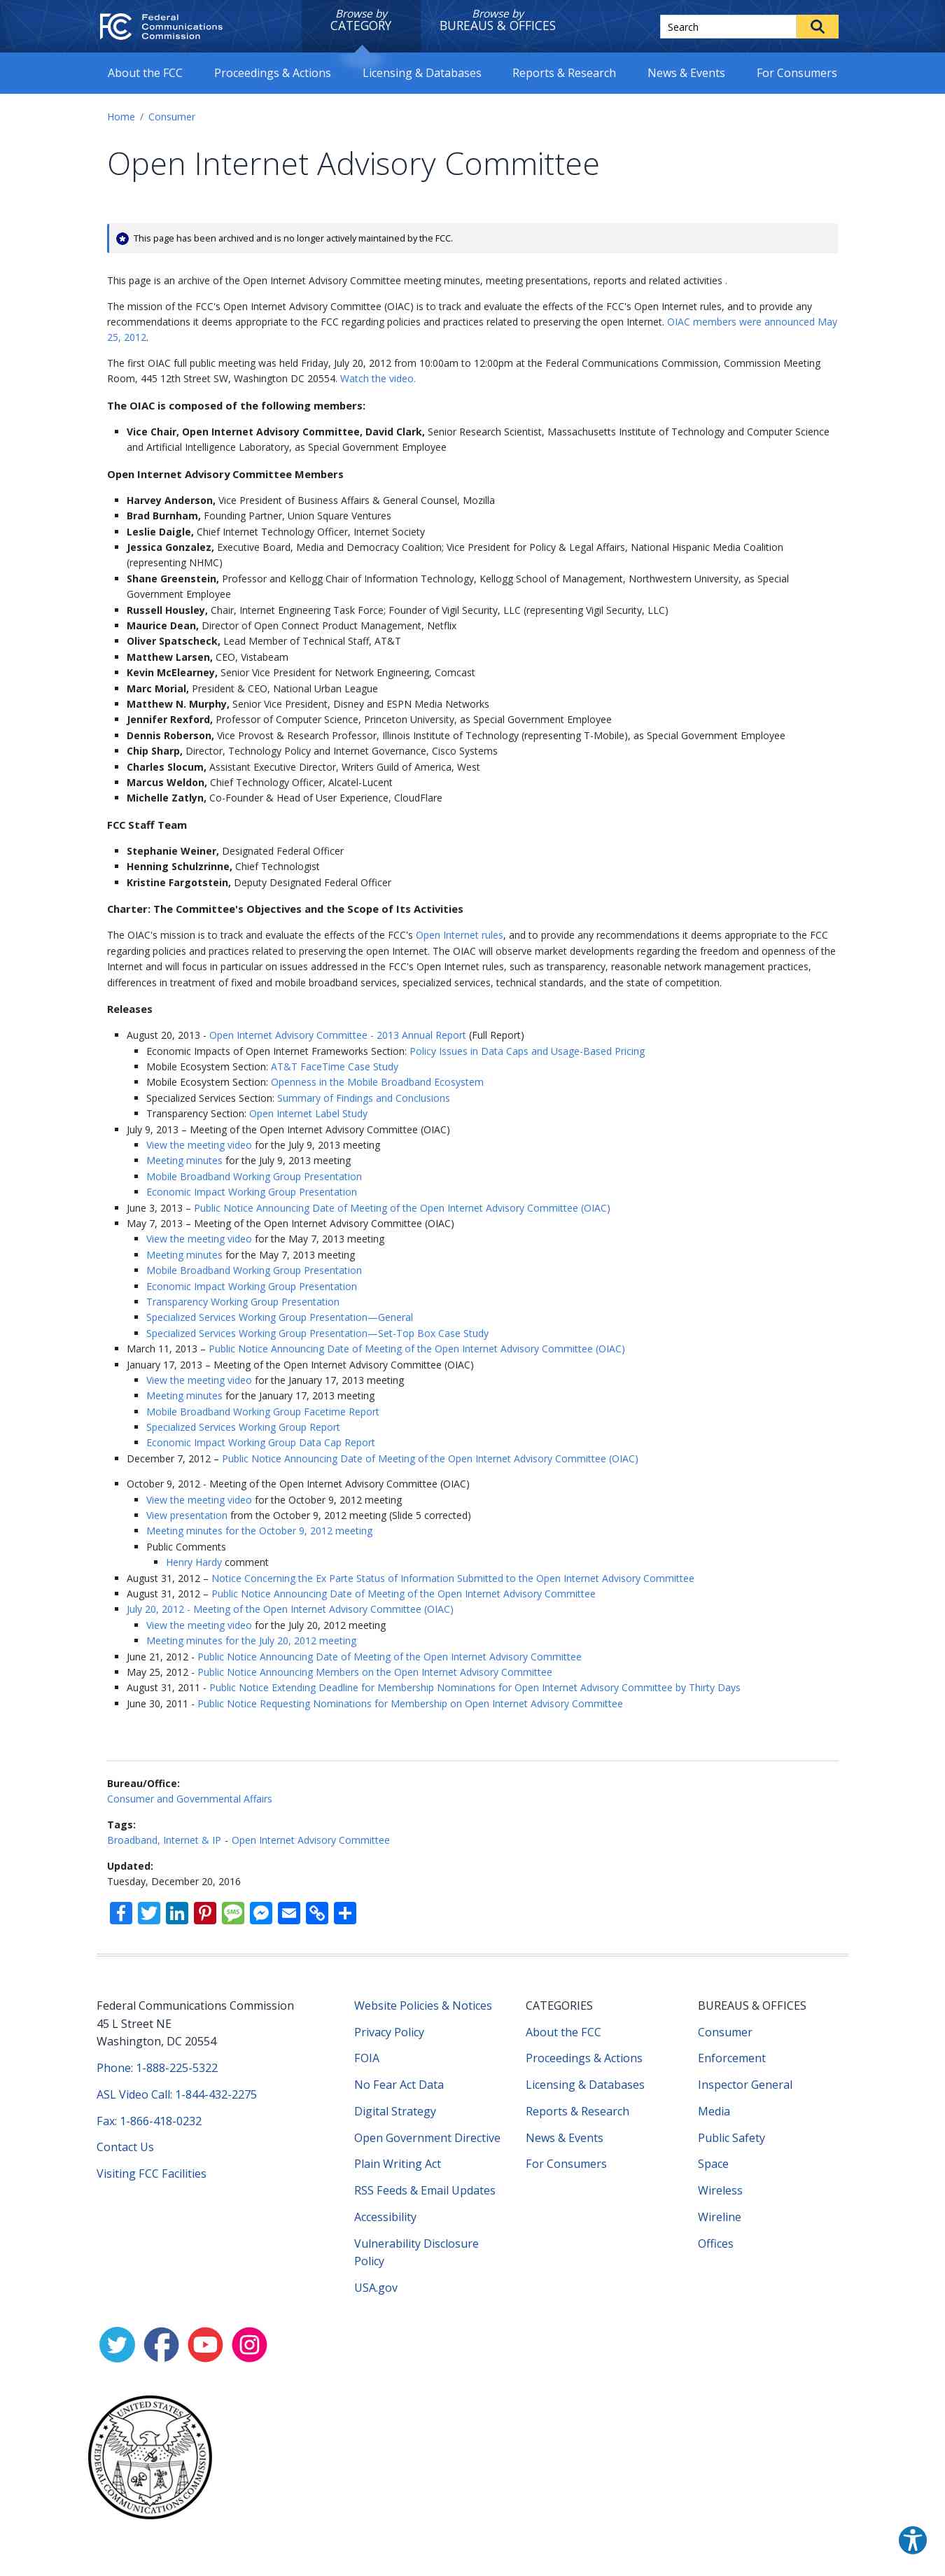 Federal
Communications
Commission
Browse by
CATEGORY
Browse by
BUREAUS & OFFICES
Search
About the FCC
Proceedings & Actions
Licensing & Databases
Reports & Research
News & Events
For Consumers
Home / Consumer
Open Internet Advisory Committee
This page has been archived and is no longer actively maintained by the FCC.
This page is an archive of the Open Internet Advisory Committee meeting minutes, meeting presentations, reports and related activities .
The mission of the FCC's Open Internet Advisory Committee (OIAC) is to track and evaluate the effects of the FCC's Open Internet rules, and to provide any
recommendations it deems appropriate to the FCC regarding policies and practices related to preserving the open Internet. OIAC members were announced May
25, 2012.
The first OIAC full public meeting was held Friday, July 20, 2012 from 10:00am to 12:00pm at the Federal Communications Commission, Commission Meeting
Room, 445 12th Street SW, Washington DC 20554. Watch the video.
The OIAC is composed of the following members:
Vice Chair, Open Internet Advisory Committee, David Clark, Senior Research Scientist, Massachusetts Institute of Technology and Computer Science
and Artificial Intelligence Laboratory, as Special Government Employee
Open Internet Advisory Committee Members
Harvey Anderson, Vice President of Business Affairs & General Counsel, Mozilla
Brad Burnham, Founding Partner, Union Square Ventures
Leslie Daigle, Chief Internet Technology Officer, Internet Society
Jessica Gonzalez, Executive Board, Media and Democracy Coalition; Vice President for Policy & Legal Affairs, National Hispanic Media Coalition
(representing NHMC)
Shane Greenstein, Professor and Kellogg Chair of Information Technology, Kellogg School of Management, Northwestern University, as Special
Government Employee
Russell Housley, Chair, Internet Engineering Task Force; Founder of Vigil Security, LLC (representing Vigil Security, LLC)
Maurice Dean, Director of Open Connect Product Management, Netflix
Oliver Spatscheck, Lead Member of Technical Staff, AT&T
Matthew Larsen, CEO, Vistabeam
Kevin McElearney, Senior Vice President for Network Engineering, Comcast
Marc Morial, President & CEO, National Urban League
Matthew N. Murphy, Senior Vice President, Disney and ESPN Media Networks
Jennifer Rexford, Professor of Computer Science, Princeton University, as Special Government Employee
Dennis Roberson, Vice Provost & Research Professor, Illinois Institute of Technology (representing T-Mobile), as Special Government Employee
Chip Sharp, Director, Technology Policy and Internet Governance, Cisco Systems
Charles Slocum, Assistant Executive Director, Writers Guild of America, West
Marcus Weldon, Chief Technology Officer, Alcatel-Lucent
Michelle Zatlyn, Co-Founder & Head of User Experience, CloudFlare
FCC Staff Team
Stephanie Weiner, Designated Federal Officer
Henning Schulzrinne, Chief Technologist
Kristine Fargotstein, Deputy Designated Federal Officer
Charter: The Committee's Objectives and the Scope of Its Activities
The OIAC's mission is to track and evaluate the effects of the FCC's Open Internet rules, and to provide any recommendations it deems appropriate to the FCC
regarding policies and practices related to preserving the open Internet. The OIAC will observe market developments regarding the freedom and openness of the
Internet and will focus in particular on issues addressed in the FCC's Open Internet rules, such as transparency, reasonable network management practices,
differences in treatment of fixed and mobile broadband services, specialized services, technical standards, and the state of competition.
Releases
August 20, 2013 - Open Internet Advisory Committee - 2013 Annual Report (Full Report)
Economic Impacts of Open Internet Frameworks Section: Policy Issues in Data Caps and Usage-Based Pricing
Mobile Ecosystem Section: AT&T FaceTime Case Study
Mobile Ecosystem Section: Openness in the Mobile Broadband Ecosystem
Specialized Services Section: Summary of Findings and Conclusions
Transparency Section: Open Internet Label Study
July 9, 2013 – Meeting of the Open Internet Advisory Committee (OIAC)
View the meeting video for the July 9, 2013 meeting
Meeting minutes for the July 9, 2013 meeting
Mobile Broadband Working Group Presentation
Economic Impact Working Group Presentation
June 3, 2013 – Public Notice Announcing Date of Meeting of the Open Internet Advisory Committee (OIAC)
May 7, 2013 – Meeting of the Open Internet Advisory Committee (OIAC)
View the meeting video for the May 7, 2013 meeting
Meeting minutes for the May 7, 2013 meeting
Mobile Broadband Working Group Presentation
Economic Impact Working Group Presentation
Transparency Working Group Presentation
Specialized Services Working Group Presentation—General
Specialized Services Working Group Presentation—Set-Top Box Case Study
March 11, 2013 – Public Notice Announcing Date of Meeting of the Open Internet Advisory Committee (OIAC)
January 17, 2013 – Meeting of the Open Internet Advisory Committee (OIAC)
View the meeting video for the January 17, 2013 meeting
Meeting minutes for the January 17, 2013 meeting
Mobile Broadband Working Group Facetime Report
Specialized Services Working Group Report
Economic Impact Working Group Data Cap Report
December 7, 2012 – Public Notice Announcing Date of Meeting of the Open Internet Advisory Committee (OIAC)
October 9, 2012 - Meeting of the Open Internet Advisory Committee (OIAC)
View the meeting video for the October 9, 2012 meeting
View presentation from the October 9, 2012 meeting (Slide 5 corrected)
Meeting minutes for the October 9, 2012 meeting
Public Comments
Henry Hardy comment
August 31, 2012 – Notice Concerning the Ex Parte Status of Information Submitted to the Open Internet Advisory Committee
August 31, 2012 – Public Notice Announcing Date of Meeting of the Open Internet Advisory Committee
July 20, 2012 - Meeting of the Open Internet Advisory Committee (OIAC)
View the meeting video for the July 20, 2012 meeting
Meeting minutes for the July 20, 2012 meeting
June 21, 2012 - Public Notice Announcing Date of Meeting of the Open Internet Advisory Committee
May 25, 2012 - Public Notice Announcing Members on the Open Internet Advisory Committee
August 31, 2011 - Public Notice Extending Deadline for Membership Nominations for Open Internet Advisory Committee by Thirty Days
June 30, 2011 - Public Notice Requesting Nominations for Membership on Open Internet Advisory Committee
Bureau/Office:
Consumer and Governmental Affairs
Tags:
Broadband, Internet & IP - Open Internet Advisory Committee
Updated:
Tuesday, December 20, 2016
SMS
Federal Communications Commission
45 L Street NE
Washington, DC 20554
Phone: 1-888-225-5322
ASL Video Call: 1-844-432-2275
Fax: 1-866-418-0232
Contact Us
Visiting FCC Facilities
Website Policies & Notices
Privacy Policy
FOIA
No Fear Act Data
Digital Strategy
Open Government Directive
Plain Writing Act
RSS Feeds & Email Updates
Accessibility
Vulnerability Disclosure
Policy
USA.gov
CATEGORIES
About the FCC
Proceedings & Actions
Licensing & Databases
Reports & Research
News & Events
For Consumers
BUREAUS & OFFICES
Consumer
Enforcement
Inspector General
Media
Public Safety
Space
Wireless
Wireline
Offices
UNITED STATES
FEDERAL COMMUNICATIONS COMMISSION